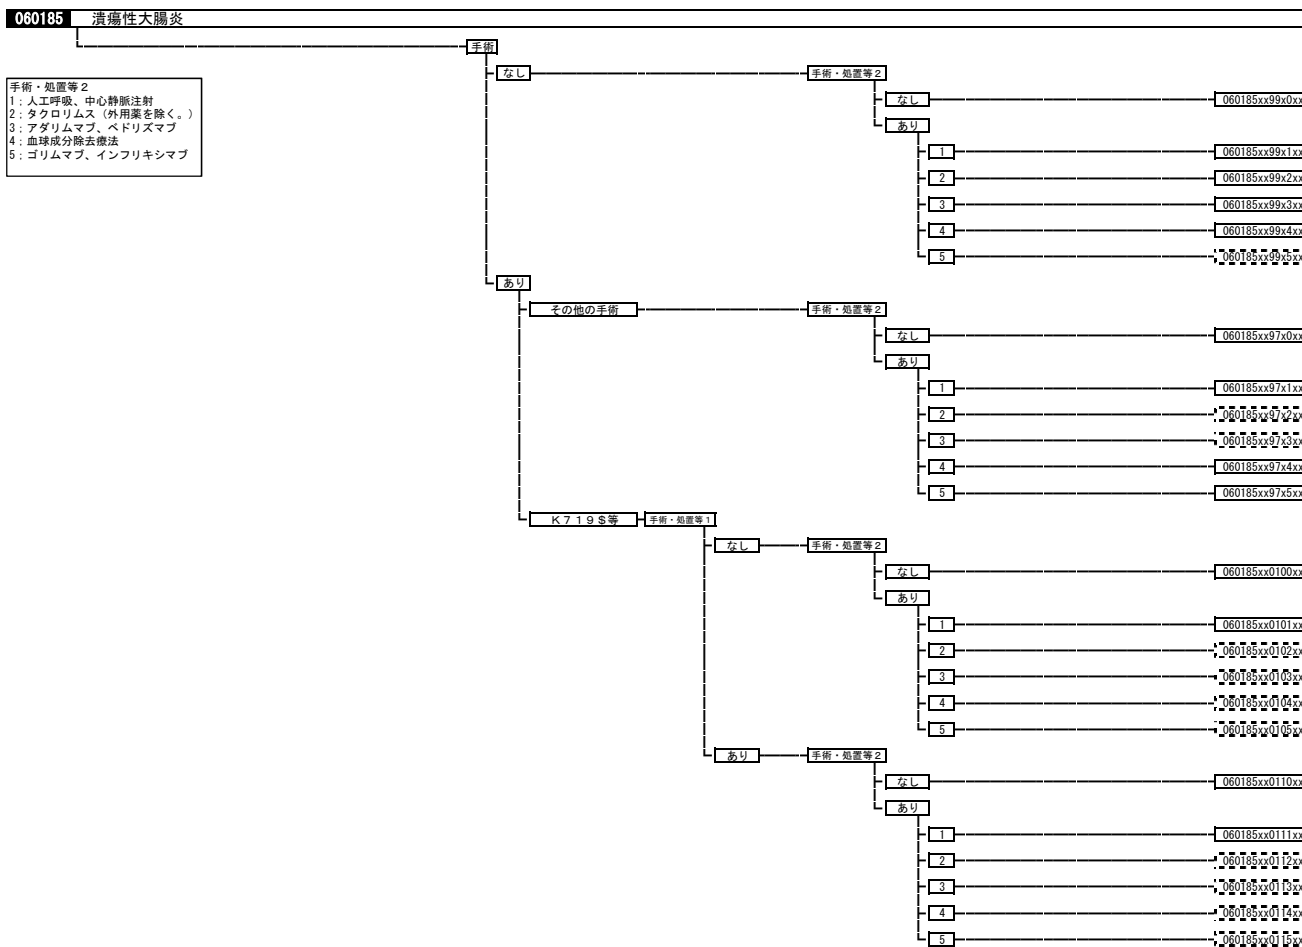 060185 潰瘍性大腸炎
手術
手術・処置等２
1；人工呼吸、中心静脈注射
2；タクロリムス（外用薬を除く。）
3；アダリムマブ、ベドリズマブ
4；血球成分除去療法
5；ゴリムマブ、インフリキシマブ
なし 手術・処置等２
なし 060185xx99x0xx
あり
1 060185xx99x1xx
2 060185xx99x2xx
3 060185xx99x3xx
4 060185xx99x4xx
5 060185xx99x5xx
あり
その他の手術 手術・処置等２
なし 060185xx97x0xx
あり
1 060185xx97x1xx
2 060185xx97x2xx
3 060185xx97x3xx
4 060185xx97x4xx
5 060185xx97x5xx
Ｋ７１９＄等 手術・処置等１
なし 手術・処置等２
なし 060185xx0100xx
あり
1 060185xx0101xx
2 060185xx0102xx
3 060185xx0103xx
4 060185xx0104xx
5 060185xx0105xx
あり 手術・処置等２
なし 060185xx0110xx
あり
1 060185xx0111xx
2 060185xx0112xx
3 060185xx0113xx
4 060185xx0114xx
5 060185xx0115xx